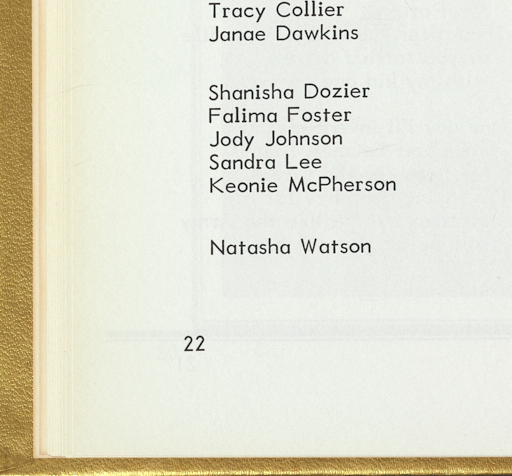 Tracy Collier
Janae Dawkins
Shanisha Dozier
Falima Foster
Jody Johnson
Sandra Lee
Keonie McPherson
Natasha Watson
22